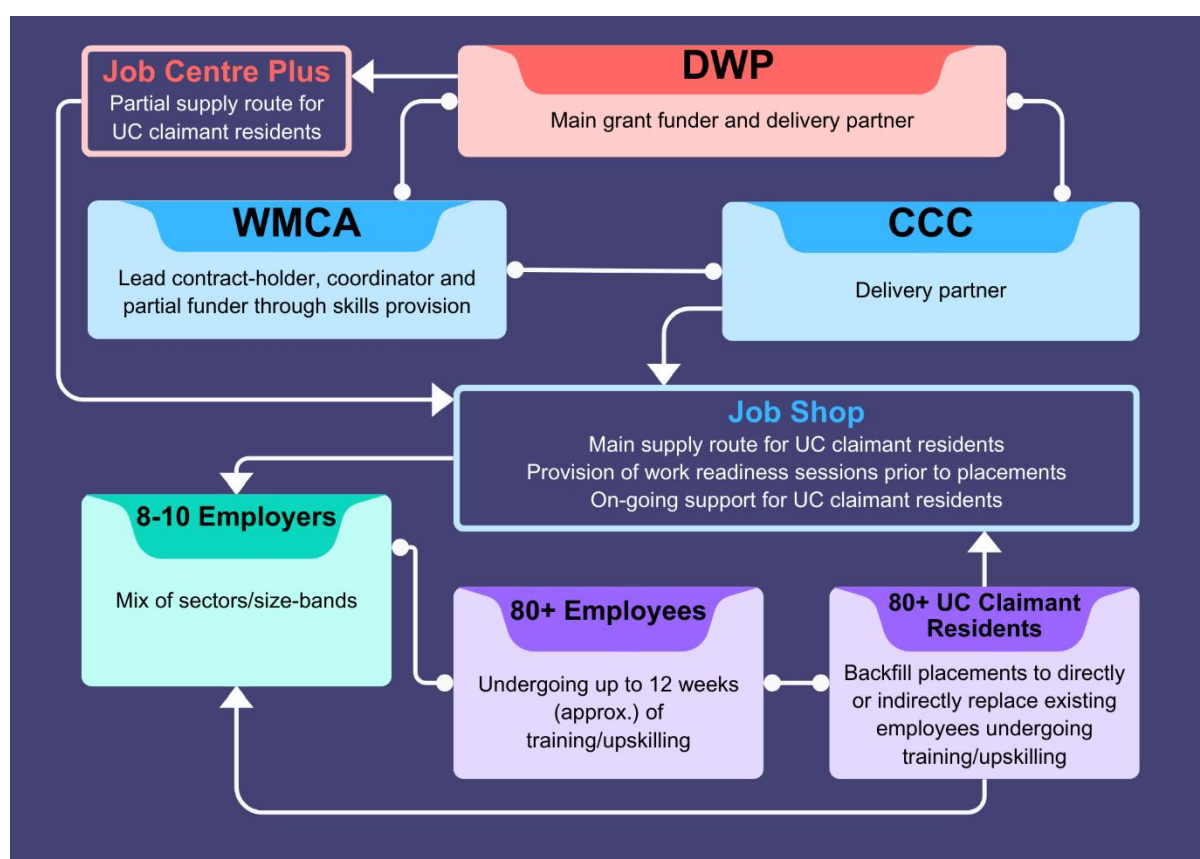 Job Centre Plus
Partial supply route for
UC claimant residents
DWP
Main grant funder and delivery partner
WMCA
Lead contract-holder, coordinator and
partial funder through skills provision
CCC
Delivery partner
Job Shop
Main supply route for UC claimant residents
Provision of work readiness sessions prior to placements
On-going support for UC claimant residents
8-10 Employers
Mix of sectors/size-bands
80+ Employees
Undergoing up to 12 weeks
(approx.) of
training/upskilling
80+ UC Claimant
Residents
Backfill placements to directly
or indirectly replace existing
employees undergoing
training/upskilling